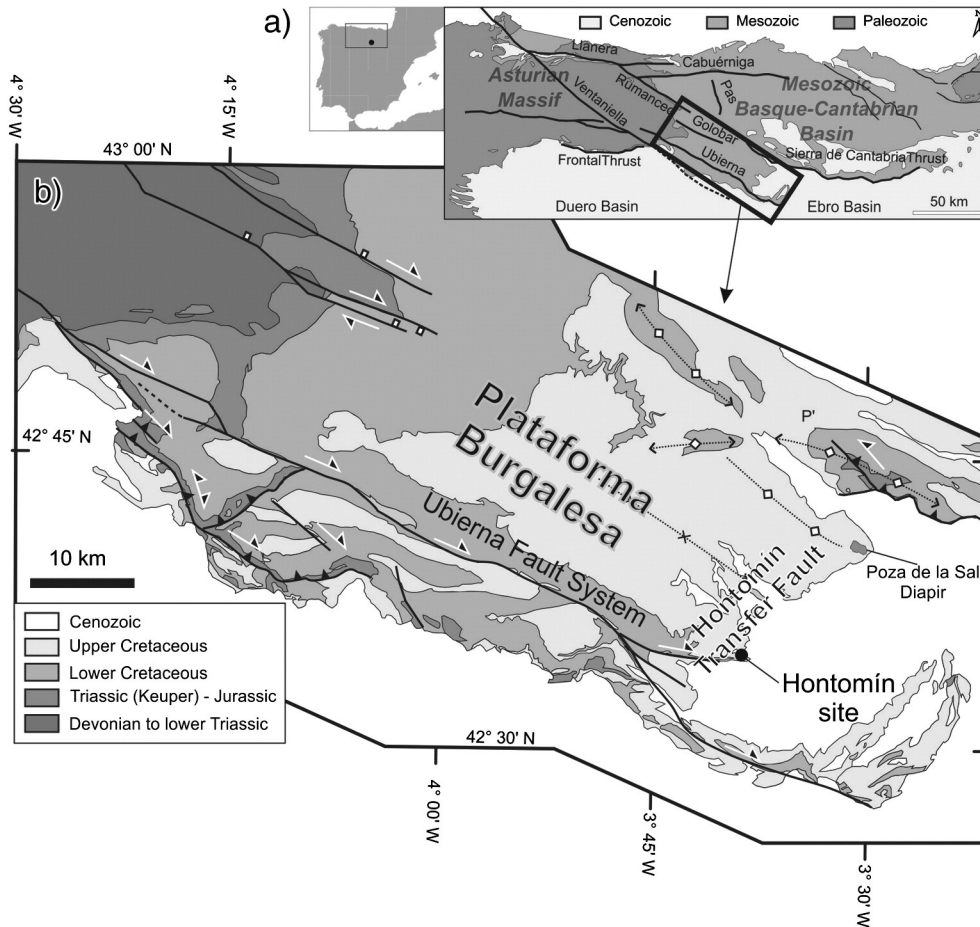 a)
Cenozoic
Mesozoic
Paleozoic
Llanera
Cabuérniga
Asturian
Massif
Ventaniella
Rümanced
Pas
Mesozoic
Basque-Cantabrian
Basin
Golobar
Ubierna
Sierra de CantabriaThrust
FrontalThrust
Duero Basin
Ebro Basin
50 km
4° 30' W
4° 15' W
43° 00' N
b)
42° 45' N
P'
Plataforma
Burgalesa
Ubierna Fault System
Hontomín
Transfer Fault
Poza de la Sal
Diapir
Hontomín
site
10 km
Cenozoic
Upper Cretaceous
Lower Cretaceous
Triassic (Keuper) - Jurassic
Devonian to lower Triassic
42° 30' N
4° 00' W
3° 45' W
3° 30' W